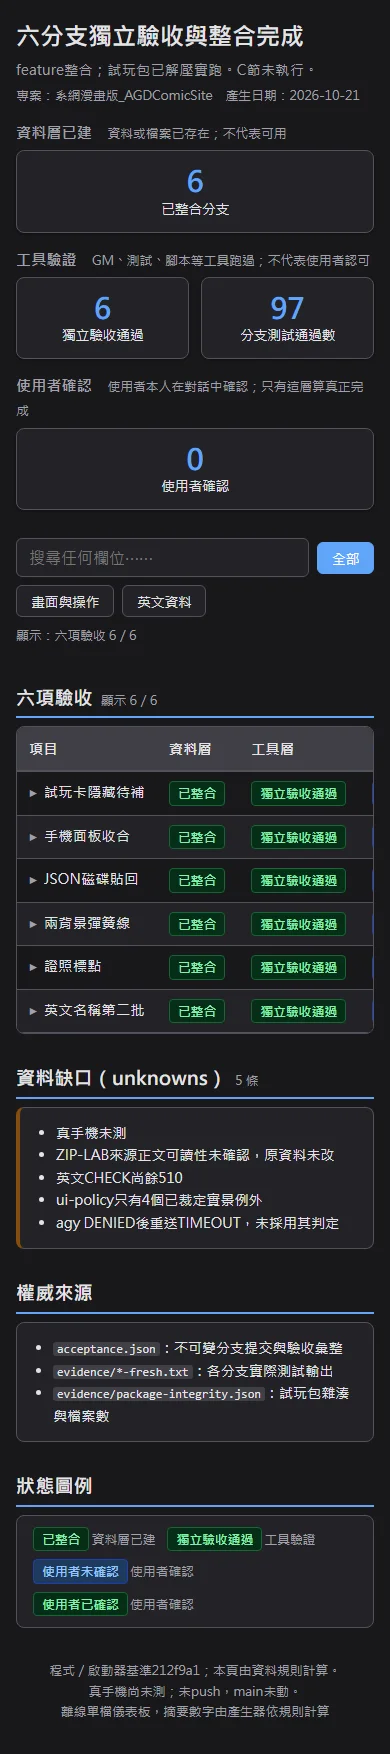 六分支獨立驗收與整合完成
feature整合；試玩包已解壓實跑。C節未執行。
專案：糸網漫畫版_AGDComicSite 產生日期：2026-10-21
資料層已建 資料或檔案已存在；不代表可用
6
已整合分支
工具驗證 GM、測試、腳本等工具跑過；不代表使用者認可
6
獨立驗收通過
97
分支測試通過數
使用者確認 使用者本人在對話中確認；只有這層算真正完
成
0
使用者確認
搜尋任何欄位……
全部
畫面與操作 英文資料
顯示：六項驗收 6 / 6
六項驗收 顯示 6 / 6
項目 資料層 工具層
▸ 試玩卡隱藏待補 已整合 獨立驗收通過
▸ 手機面板收合 已整合 獨立驗收通過
▸ JSON磁碟貼回 已整合 獨立驗收通過
▸ 兩背景彈簧線 已整合 獨立驗收通過
▸ 證照標點 已整合 獨立驗收通過
▸ 英文名稱第二批 已整合 獨立驗收通過
資料缺口（unknowns） 5 條
• 真手機未測
• ZIP-LAB來源正文可讀性未確認，原資料未改
• 英文CHECK尚餘510
• ui-policy只有4個已裁定實景例外
• agy DENIED後重送TIMEOUT，未採用其判定
權威來源
• acceptance.json：不可變分支提交與驗收彙整
• evidence/*-fresh.txt：各分支實際測試輸出
• evidence/package-integrity.json：試玩包雜湊
與檔案數
狀態圖例
已整合 資料層已建 獨立驗收通過 工具驗證
使用者未確認 使用者確認
使用者已確認 使用者確認
程式 / 啟動器基準212f9a1；本頁由資料規則計算。
真手機尚未測；未push，main未動。
離線單檔儀表板，摘要數字由產生器依規則計算